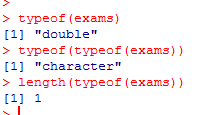 >
> typeof(exams)
[1] "double"
> typeof(typeof(exams))
[1] "character"
> length(typeof(exams))
[1] 1
>